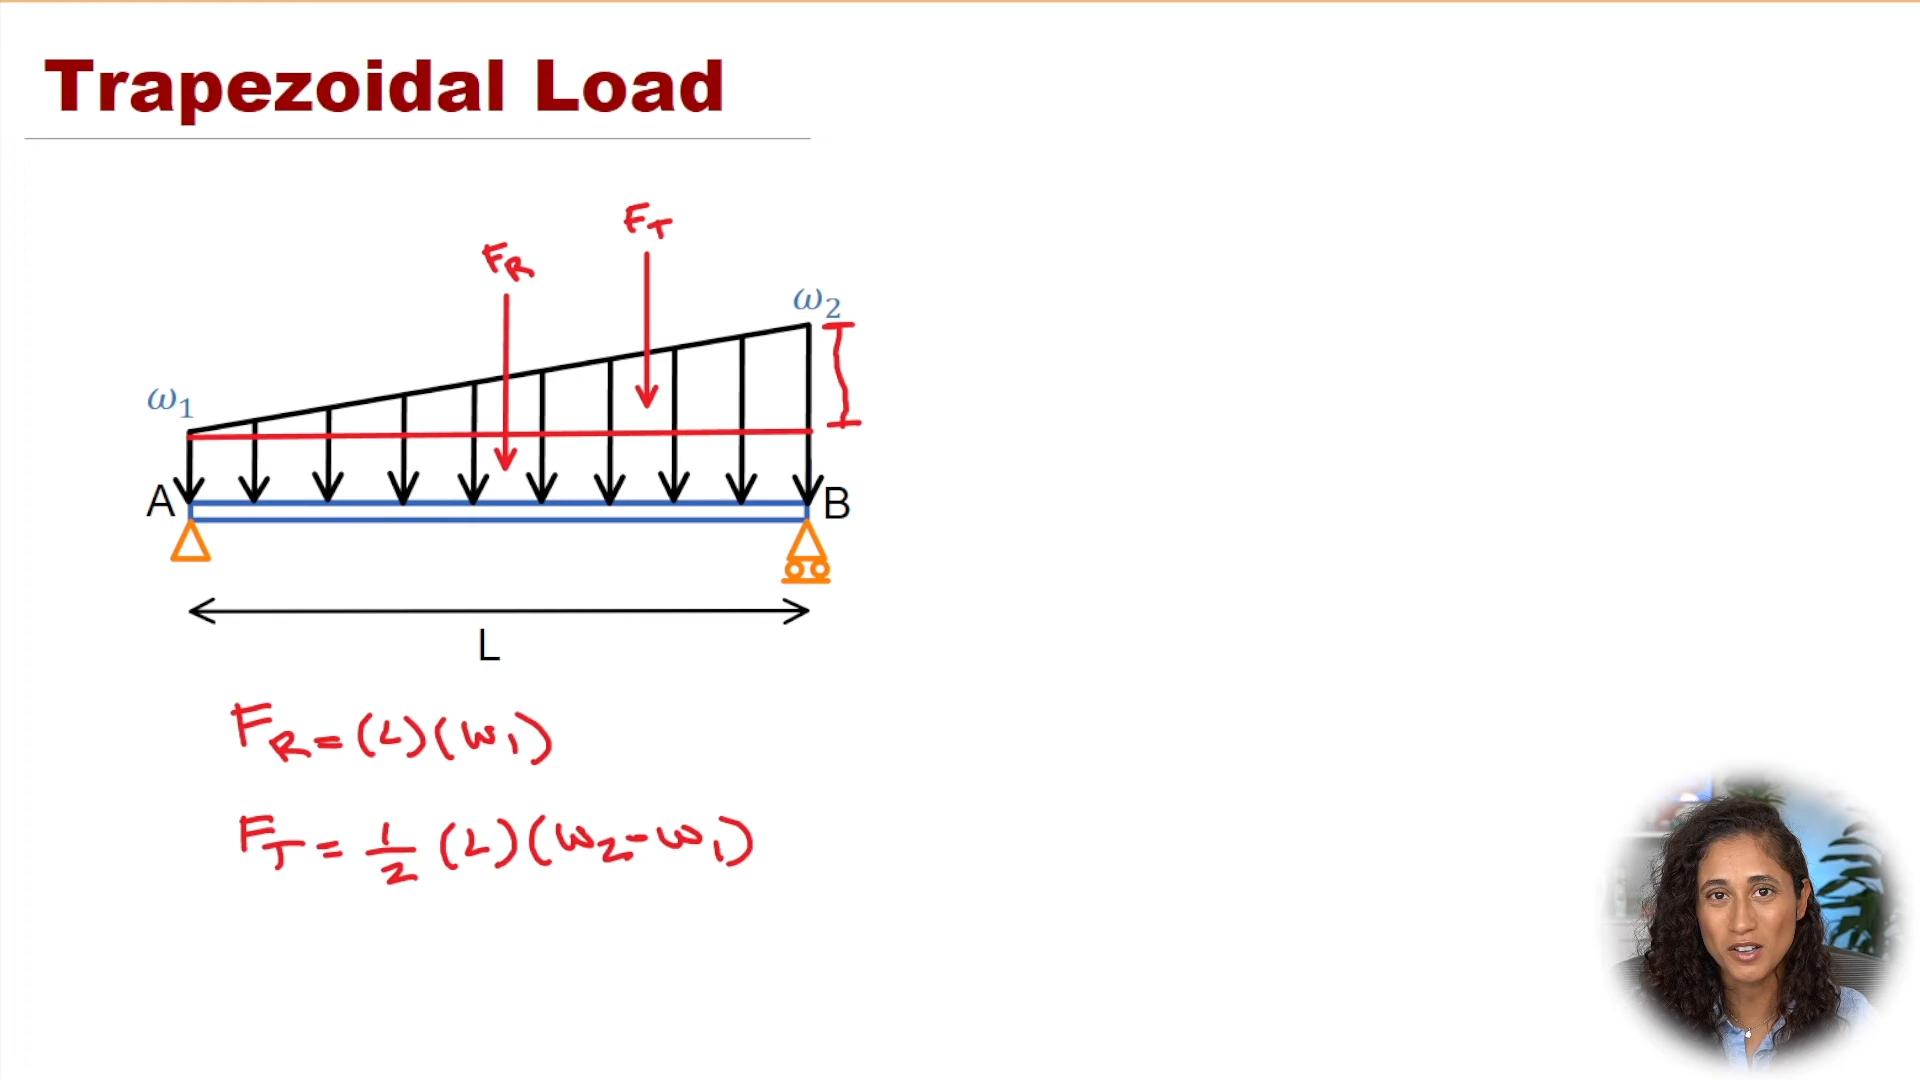 Trapezoidal Load
F_T
F_R
ω₂
ω₁
A
B
L
F_R = (L)(w₁)
F_T = 1/2 (L)(w₂-w₁)